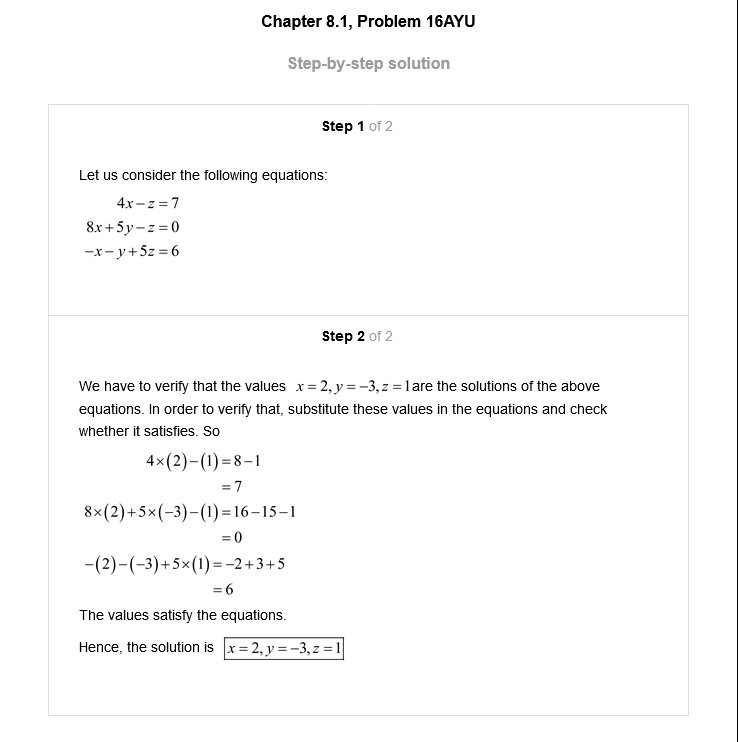 Chapter 8.1, Problem 16AYU
Step-by-step solution
Step 1 of 2
Let us consider the following equations:
4x − z = 7
8x + 5y − z = 0
−x − y + 5z = 6
Step 2 of 2
We have to verify that the values x = 2, y = −3, z = 1 are the solutions of the above
equations. In order to verify that, substitute these values in the equations and check
whether it satisfies. So
4×(2)−(1) = 8−1
= 7
8×(2)+5×(−3)−(1) = 16−15−1
= 0
−(2)−(−3)+5×(1) = −2+3+5
= 6
The values satisfy the equations.
Hence, the solution is x = 2, y = −3, z = 1